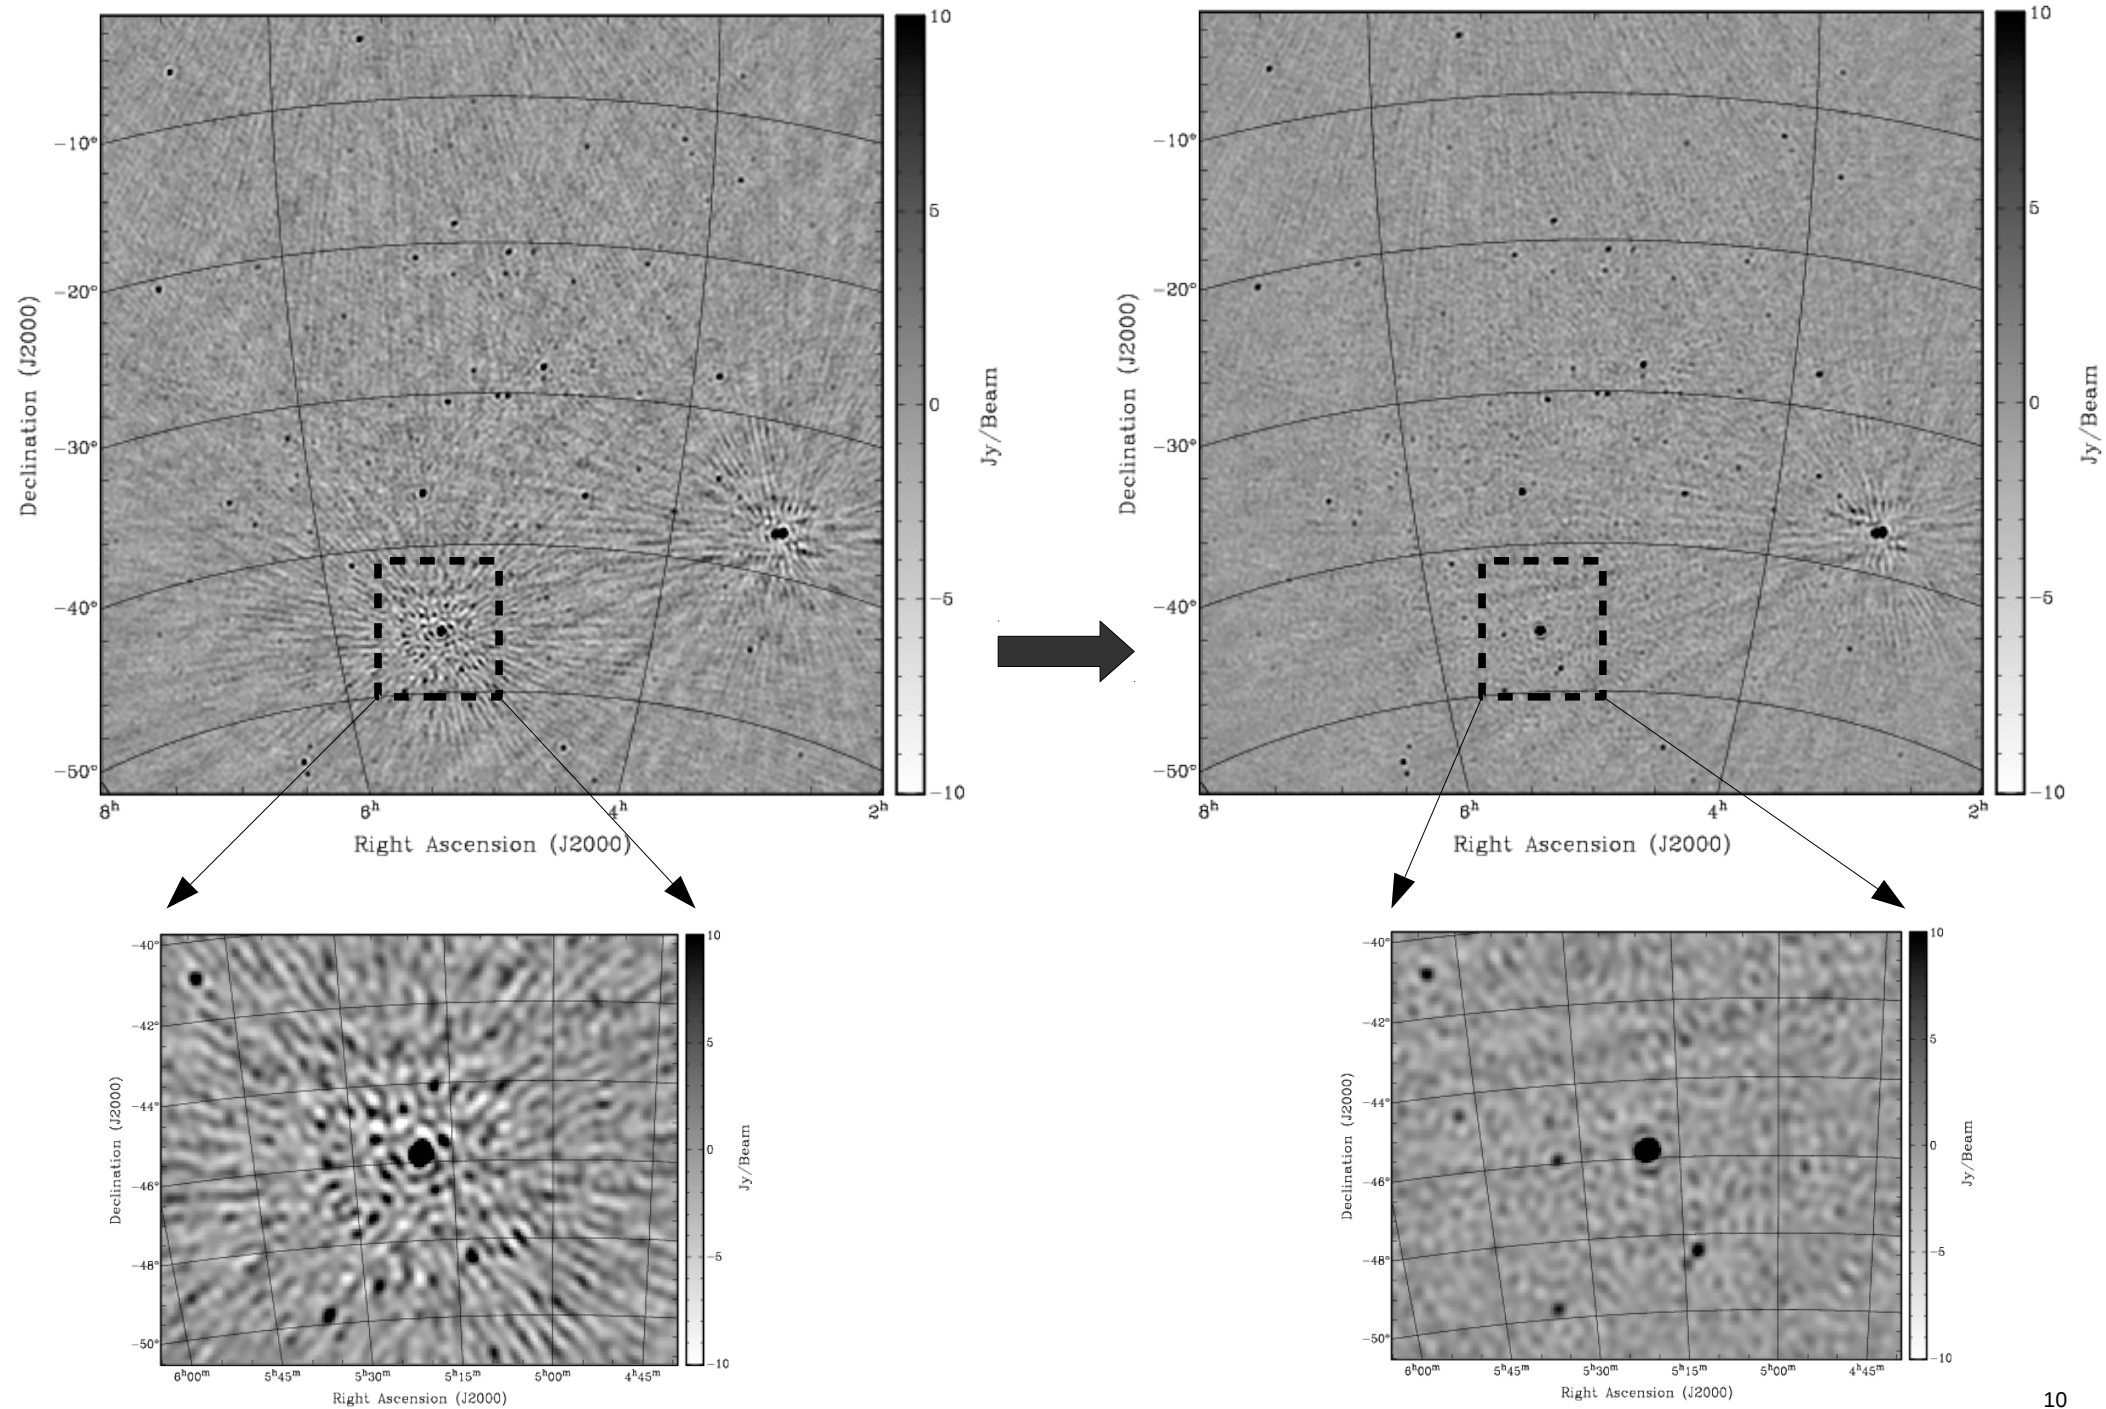 10
5
0
-5
-10
Jy/Beam
-10°
-20°
-30°
-40°
-50°
Declination (J2000)
8ʰ
6ʰ
4ʰ
2ʰ
Right Ascension (J2000)
10
5
0
-5
-10
Jy/Beam
-10°
-20°
-30°
-40°
-50°
Declination (J2000)
8ʰ
6ʰ
4ʰ
2ʰ
Right Ascension (J2000)
10
5
0
-5
-10
Jy/Beam
-40°
-42°
-44°
-46°
-48°
-50°
Declination (J2000)
6ʰ00ᵐ
5ʰ45ᵐ
5ʰ30ᵐ
5ʰ15ᵐ
5ʰ00ᵐ
4ʰ45ᵐ
Right Ascension (J2000)
10
5
0
-5
-10
Jy/Beam
-40°
-42°
-44°
-46°
-48°
-50°
Declination (J2000)
6ʰ00ᵐ
5ʰ45ᵐ
5ʰ30ᵐ
5ʰ15ᵐ
5ʰ00ᵐ
4ʰ45ᵐ
Right Ascension (J2000)
10